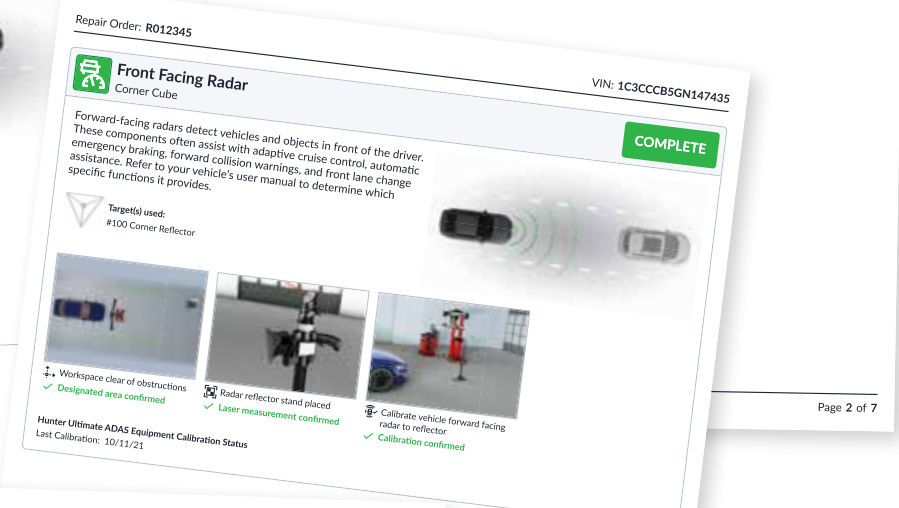 Repair Order: R012345
VIN: 1C3CCCB5GN147435
Front Facing Radar
Corner Cube
COMPLETE
Forward-facing radars detect vehicles and objects in front of the driver.
These components often assist with adaptive cruise control, automatic
emergency braking, forward collision warnings, and front lane change
assistance. Refer to your vehicle's user manual to determine which
specific functions it provides.
Target(s) used:
#100 Corner Reflector
Workspace clear of obstructions
Designated area confirmed
Radar reflector stand placed
Laser measurement confirmed
Calibrate vehicle forward facing
radar to reflector
Calibration confirmed
Hunter Ultimate ADAS Equipment Calibration Status
Last Calibration: 10/11/21
Page 2 of 7